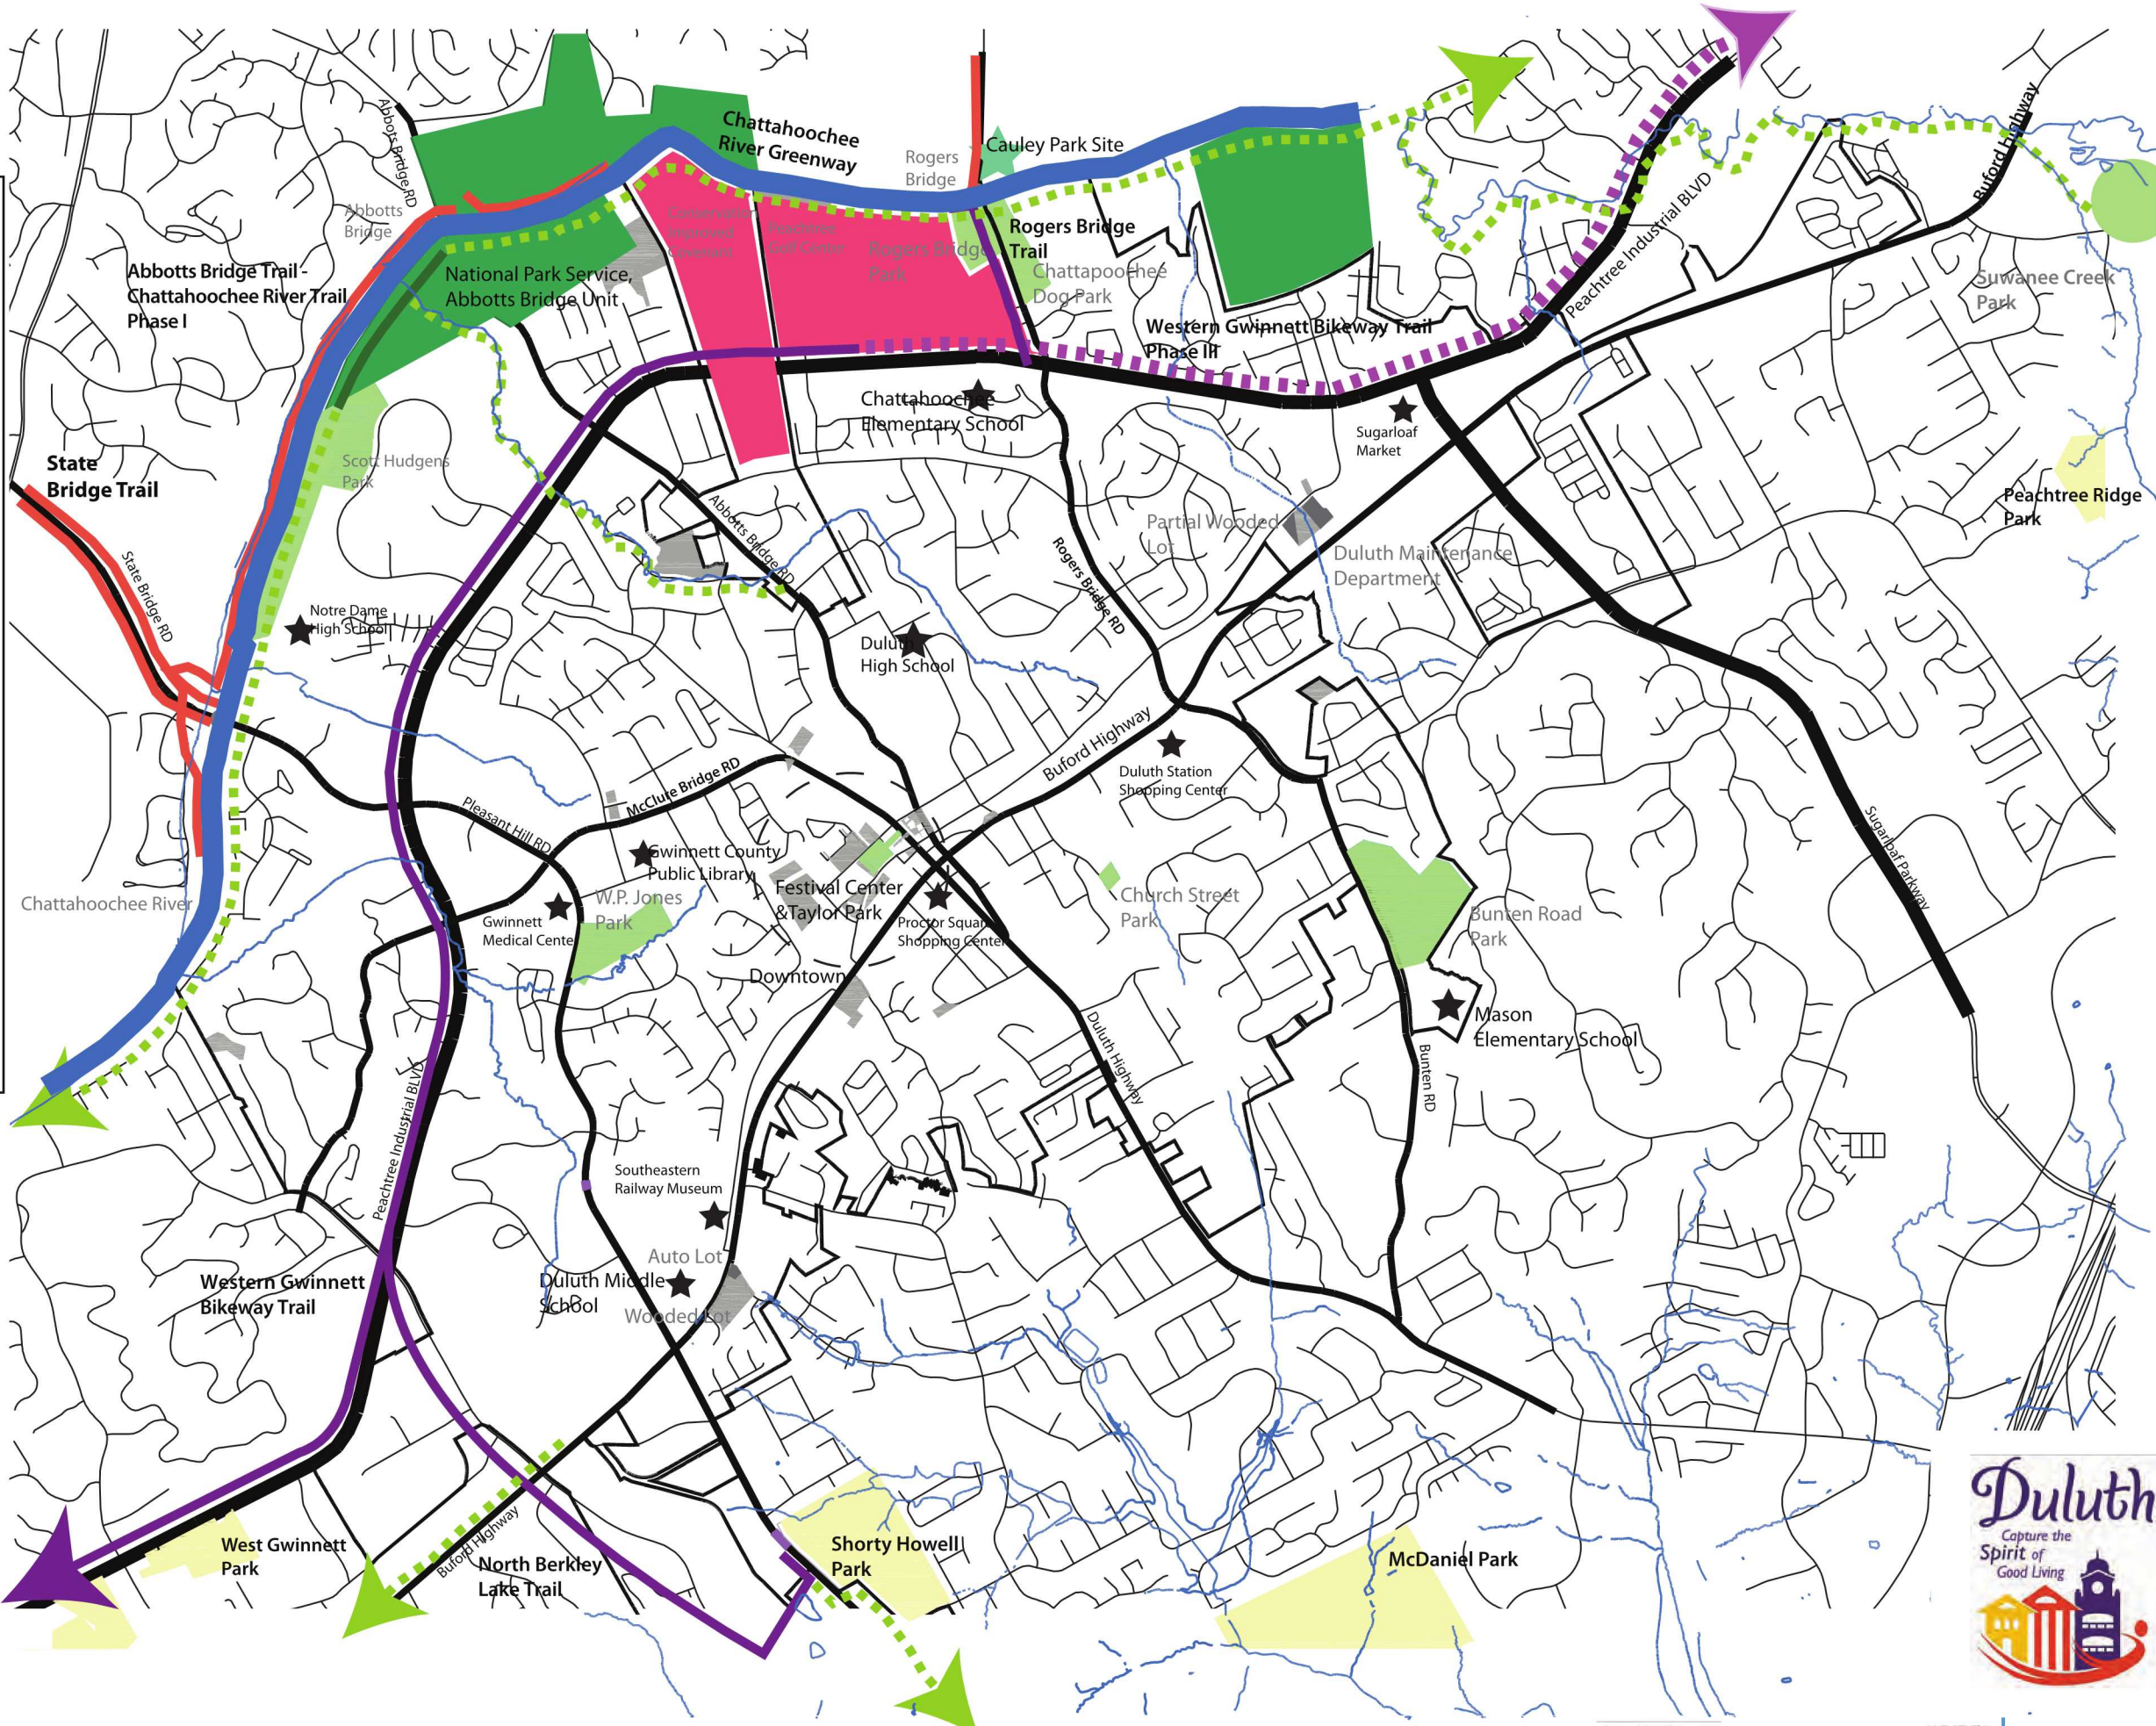 Abbotts Bridge RD
Chattahoochee
River Greenway
Rogers
Bridge
Cauley Park Site
Buford Highway
Peachtree Industrial BLVD
Abbotts
Bridge
Conservation
Improved
Covenant
Peachtree
Golf Center
Rogers Bridge
Park
Rogers Bridge
Trail
Chattapoochee
Dog Park
Abbotts Bridge Trail -
Chattahoochee River Trail
Phase I
National Park Service,
Abbotts Bridge Unit
Suwanee Creek
Park
Western Gwinnett Bikeway Trail
Phase III
Chattahoochee
Elementary School
Sugarloaf
Market
State
Bridge Trail
Scott Hudgens
Park
Peachtree Ridge
Park
Abbotts Bridge RD
Partial Wooded
Lot
Duluth Maintenance
Department
State Bridge RD
Rogers Bridge RD
Notre Dame
High School
Duluth
High School
Buford Highway
Duluth Station
Shopping Center
McClure Bridge RD
Pleasant Hill RD
Sugarloaf Parkway
Gwinnett County
Public Library
Chattahoochee River
W.P. Jones
Park
Festival Center
&Taylor Park
Church Street
Park
Bunten Road
Park
Gwinnett
Medical Cente
Proctor Square
Shopping Center
Downtown
Mason
Elementary School
Duluth Highway
Bunten RD
Peachtree Industrial BLVD
Southeastern
Railway Museum
Auto Lot
Duluth Middle
School
Wooded Lot
Western Gwinnett
Bikeway Trail
Buford Highway
West Gwinnett
Park
North Berkley
Lake Trail
Shorty Howell
Park
McDaniel Park
Duluth
Capture the
Spirit of
Good Living